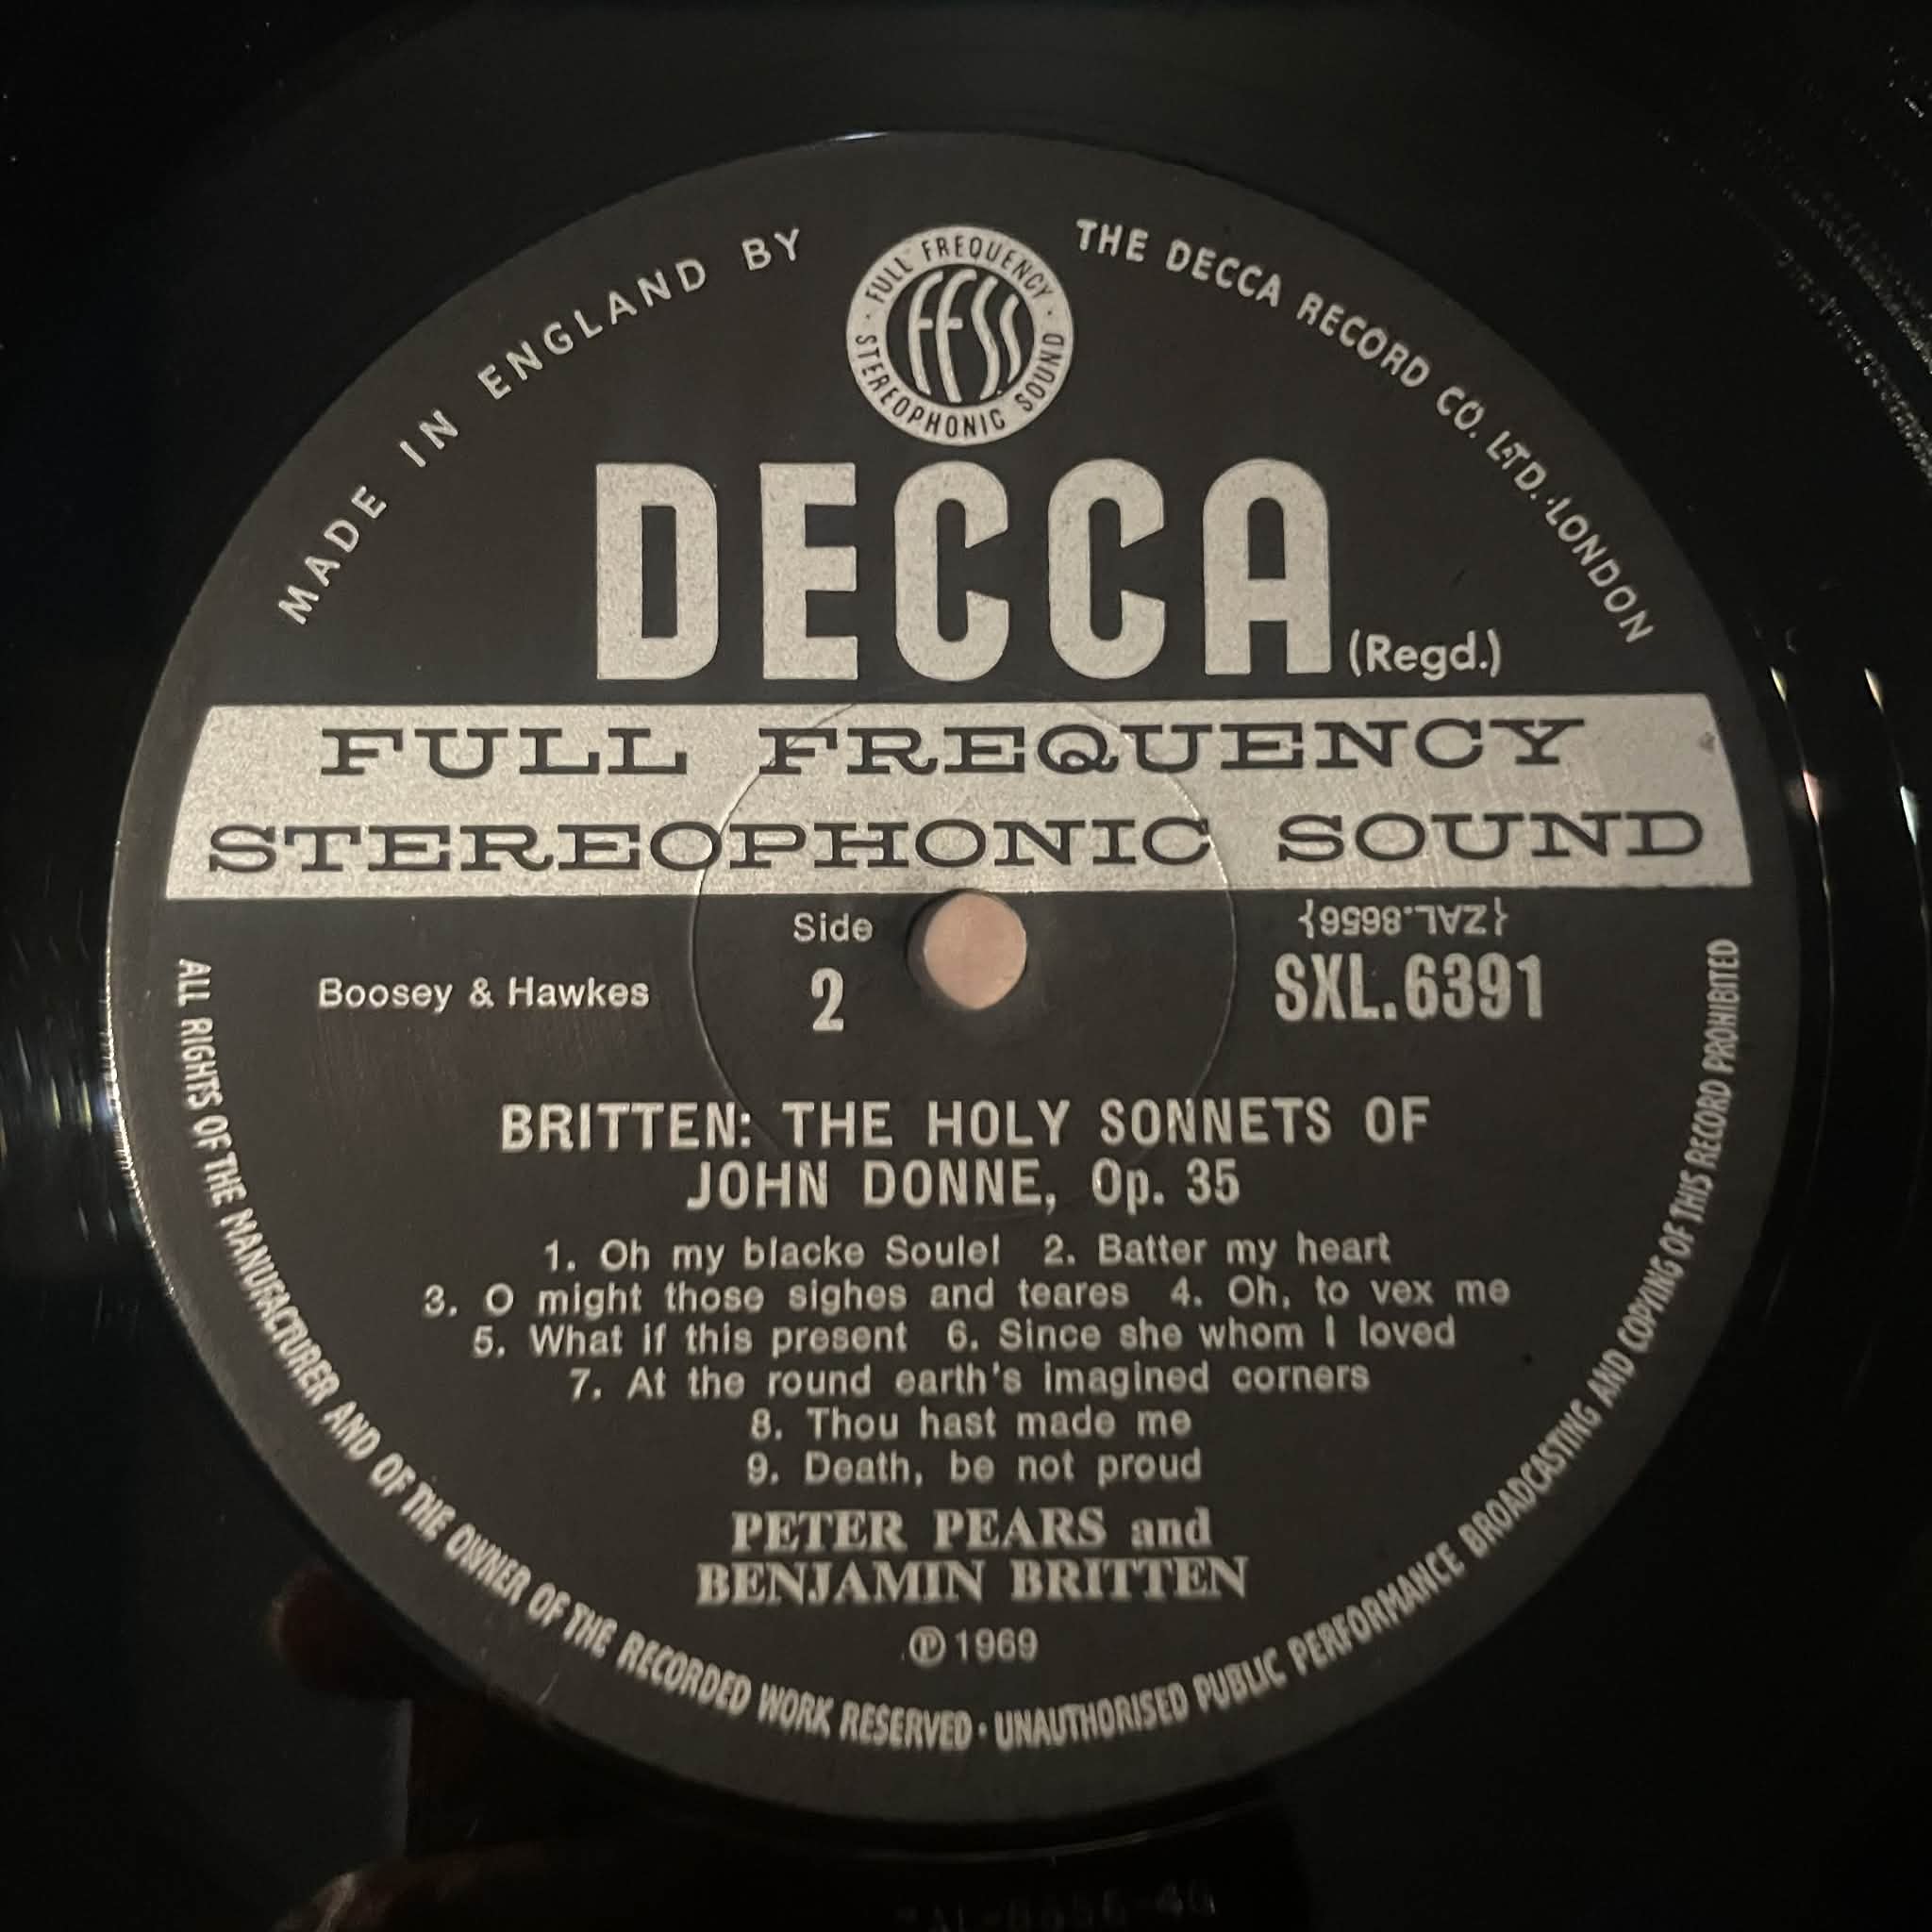 MADE IN ENGLAND BY
THE DECCA RECORD CO. LTD. LONDON
· FULL FREQUENCY ·
STEREOPHONIC SOUND
FFSS
DECCA
(Regd.)
FULL FREQUENCY
STEREOPHONIC SOUND
Side
{ZAL.8656}
2
SXL.6391
Boosey & Hawkes
BRITTEN: THE HOLY SONNETS OF
JOHN DONNE, Op. 35
1. Oh my blacke Soule! 2. Batter my heart
3. O might those sighes and teares 4. Oh, to vex me
5. What if this present 6. Since she whom I loved
7. At the round earth's imagined corners
8. Thou hast made me
9. Death, be not proud
PETER PEARS and
BENJAMIN BRITTEN
℗ 1969
ALL RIGHTS OF THE MANUFACTURER AND OF THE OWNER OF THE RECORDED WORK RESERVED · UNAUTHORISED PUBLIC PERFORMANCE BROADCASTING AND COPYING OF THIS RECORD PROHIBITED